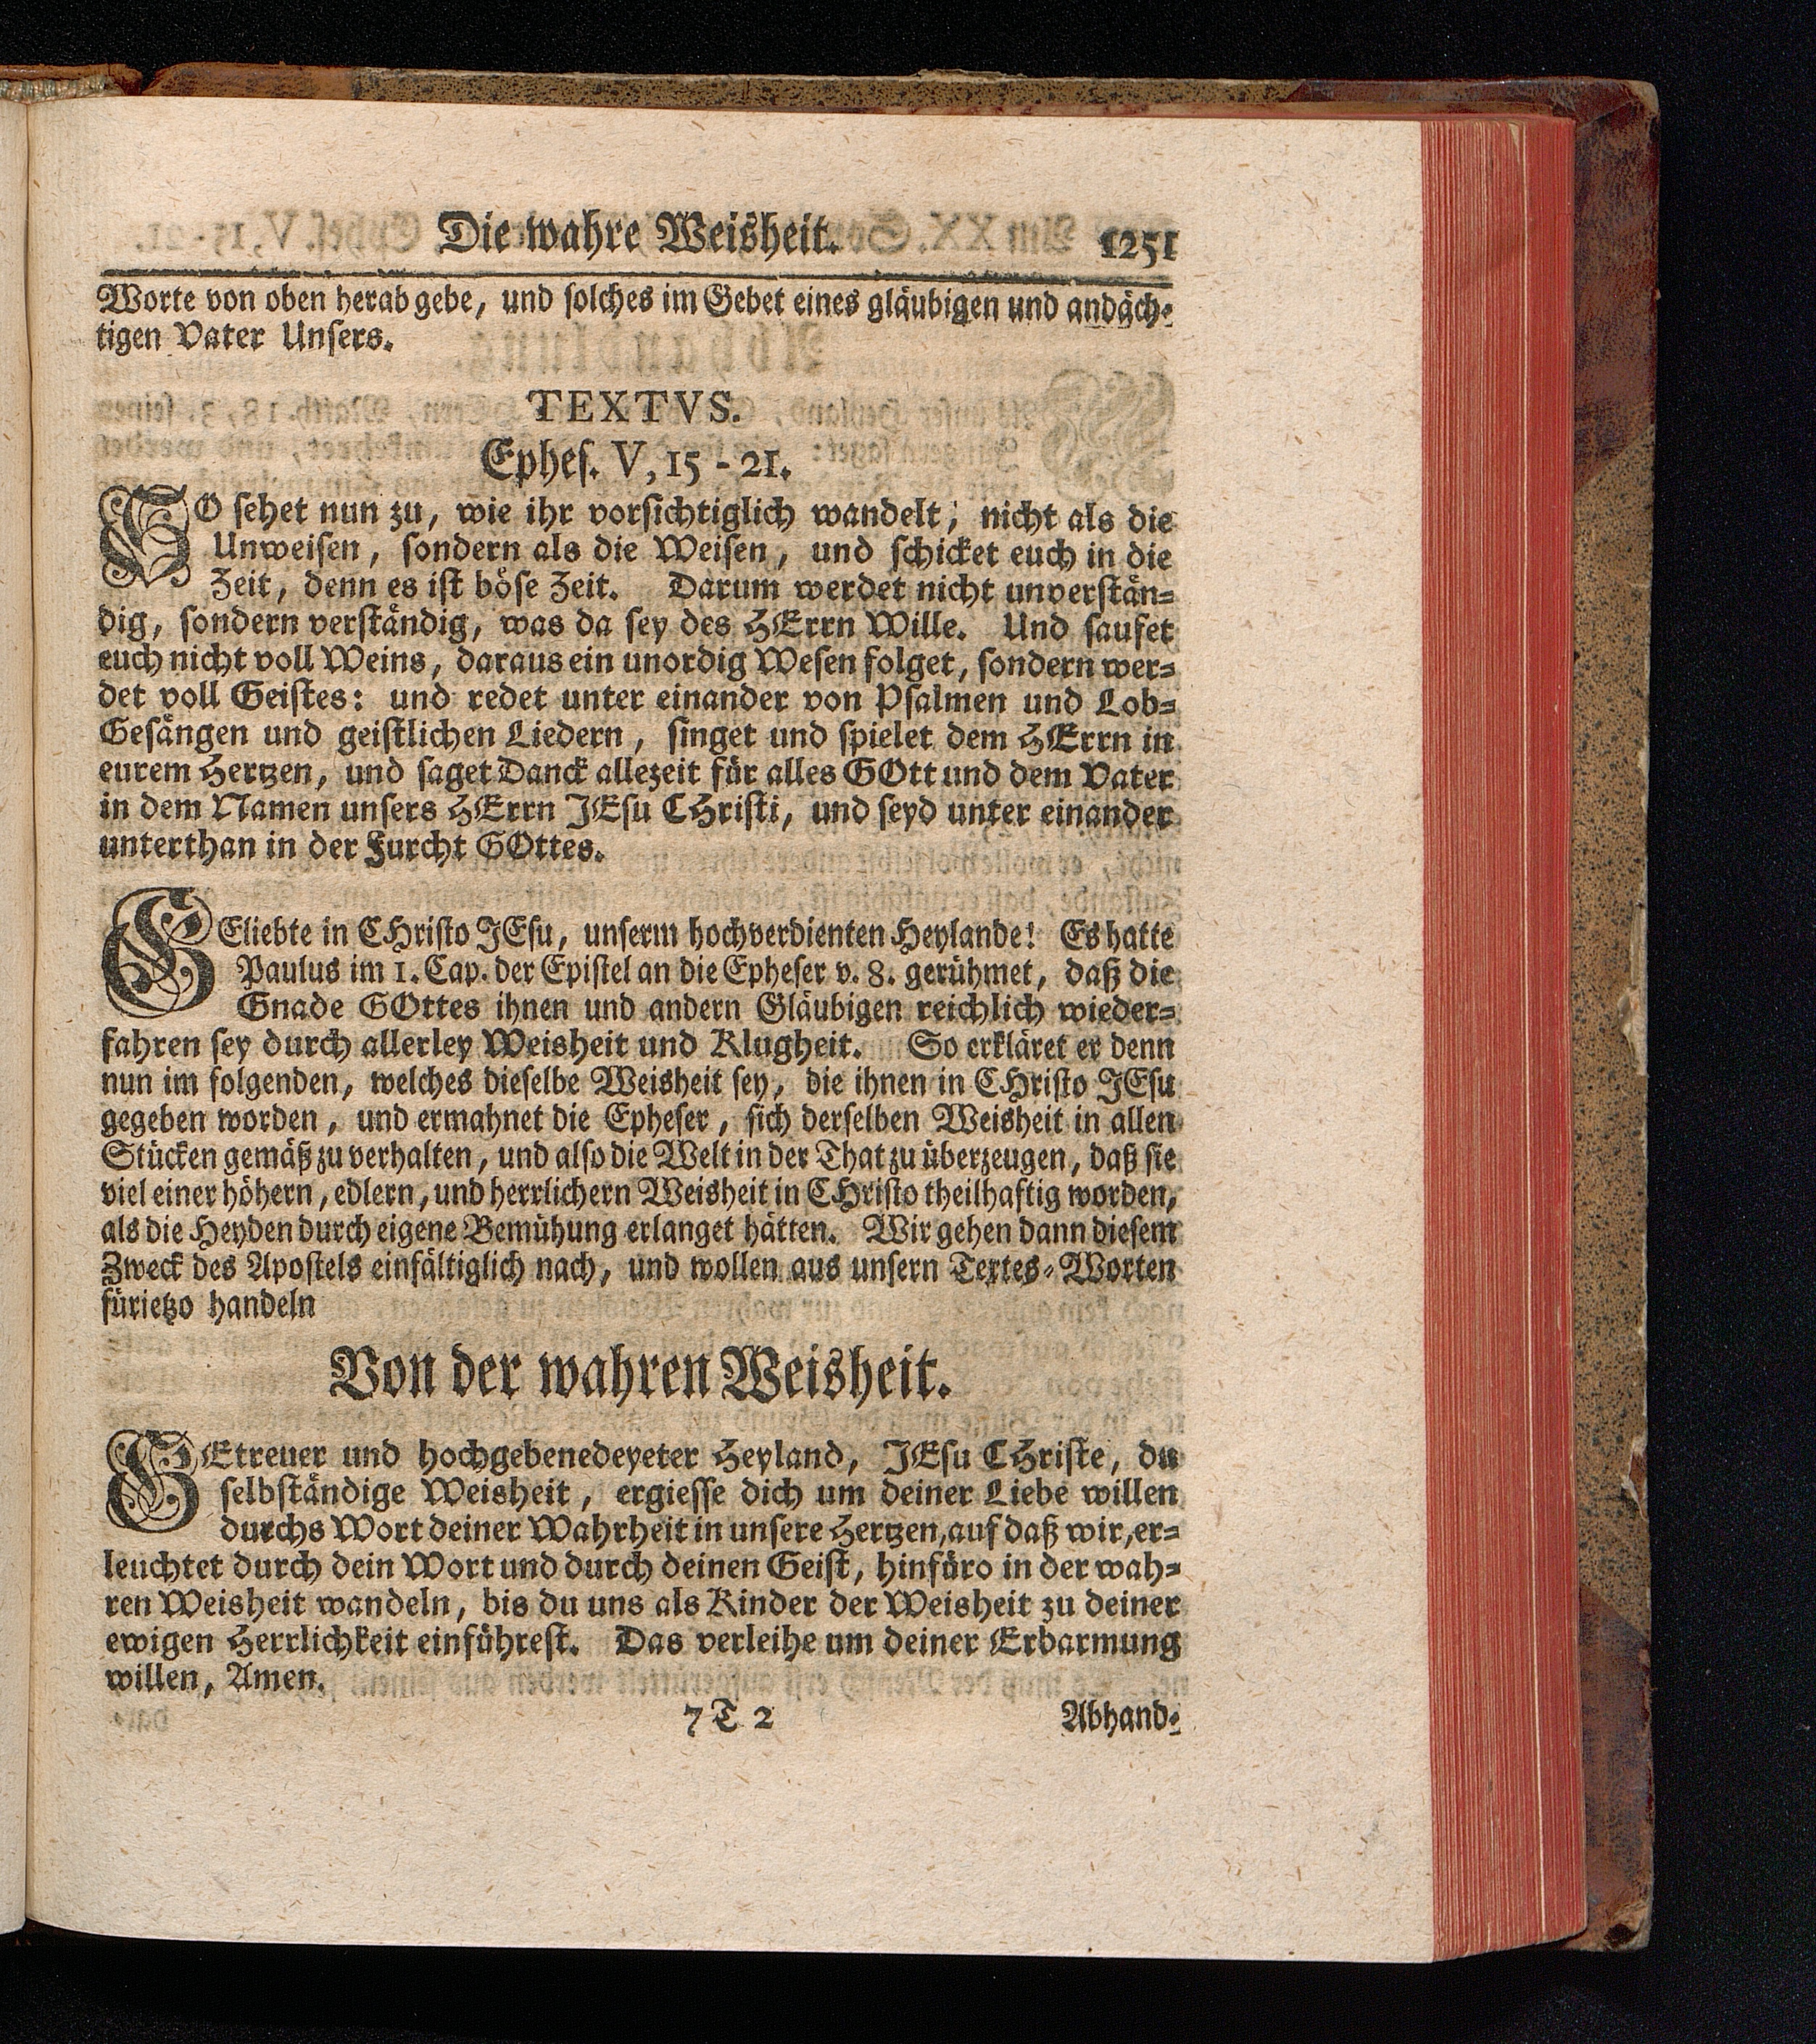 Die wahre Weisheit. 1251
Worte von oben herab gebe, und solches im Gebet eines gläubigen und andäch-
tigen Vater Unsers.
TEXTVS.
Ephes. V, 15 - 21.
SO sehet nun zu, wie ihr vorsichtiglich wandelt, nicht als die
Unweisen, sondern als die Weisen, und schicket euch in die
Zeit, denn es ist böse Zeit. Darum werdet nicht unverstän-
dig, sondern verständig, was da sey des HErrn Wille. Und saufet
euch nicht voll Weins, daraus ein unordig Wesen folget, sondern wer-
det voll Geistes: und redet unter einander von Psalmen und Lob-
Gesängen und geistlichen Liedern, singet und spielet dem HErrn in
eurem Hertzen, und saget Danck allezeit für alles GOtt und dem Vater
in dem Namen unsers HErrn JEsu CHristi, und seyd unter einander
unterthan in der Furcht GOttes.
GEliebte in CHristo JEsu, unserm hochverdienten Heylande! Es hatte
Paulus im 1. Cap. der Epistel an die Epheser v. 8. gerühmet, daß die
Gnade GOttes ihnen und andern Gläubigen reichlich wieder-
fahren sey durch allerley Weisheit und Klugheit. So erkläret er denn
nun im folgenden, welches dieselbe Weisheit sey, die ihnen in CHristo JEsu
gegeben worden, und ermahnet die Epheser, sich derselben Weisheit in allen
Stücken gemäß zu verhalten, und also die Welt in der That zu überzeugen, daß sie
viel einer höhern, edlern, und herrlichern Weisheit in CHristo theilhaftig worden,
als die Heyden durch eigene Bemühung erlanget hätten. Wir gehen dann diesem
Zweck des Apostels einfältiglich nach, und wollen aus unsern Textes-Worten
fürietzo handeln
Von der wahren Weisheit.
GEtreuer und hochgebenedeyeter Heyland, JEsu CHriste, du
selbständige Weisheit, ergiesse dich um deiner Liebe willen
durchs Wort deiner Wahrheit in unsere Hertzen, auf daß wir, er-
leuchtet durch dein Wort und durch deinen Geist, hinfüro in der wah-
ren Weisheit wandeln, bis du uns als Kinder der Weisheit zu deiner
ewigen Herrlichkeit einführest. Das verleihe um deiner Erbarmung
willen, Amen.
7 T 2 Abhand-